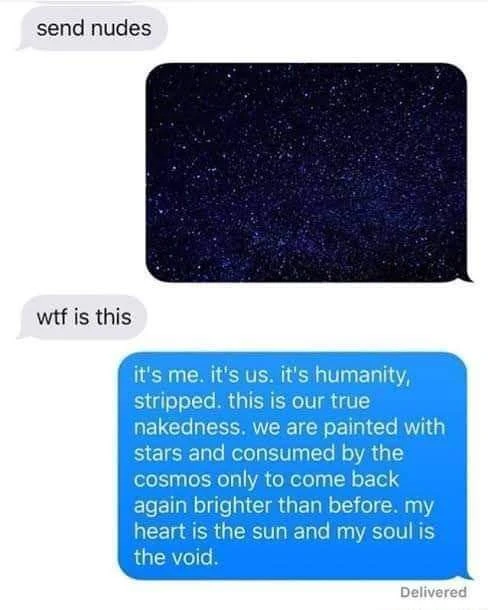 send nudes
wtf is this
it's me. it's us. it's humanity,
stripped. this is our true
nakedness. we are painted with
stars and consumed by the
cosmos only to come back
again brighter than before. my
heart is the sun and my soul is
the void.
Delivered